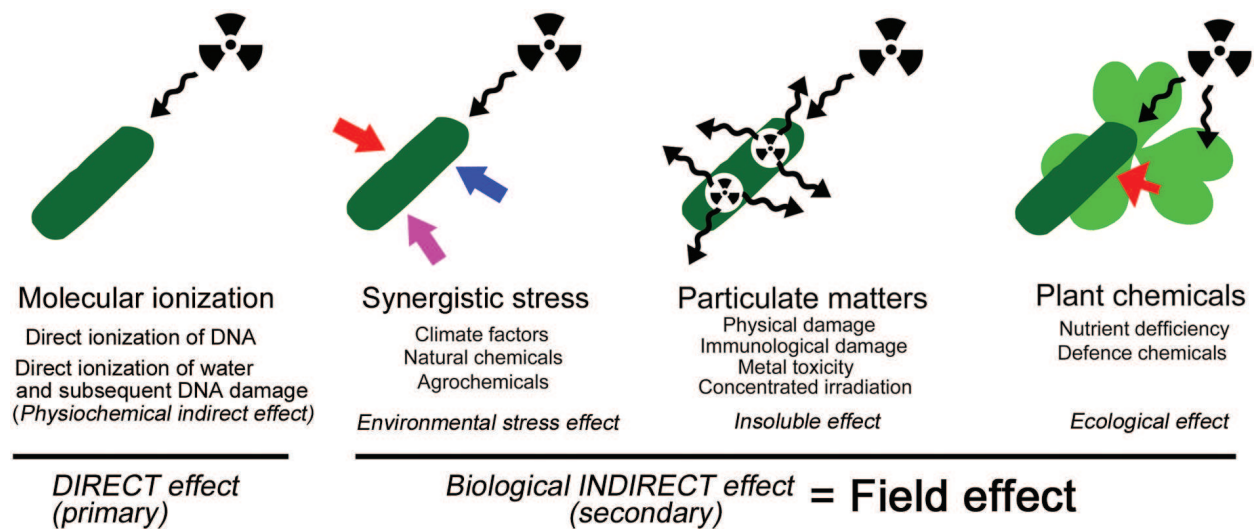 Molecular ionization
Direct ionization of DNA
Direct ionization of water
and subsequent DNA damage
(Physiochemical indirect effect)
DIRECT effect
(primary)
Synergistic stress
Climate factors
Natural chemicals
Agrochemicals
Environmental stress effect
Particulate matters
Physical damage
Immunological damage
Metal toxicity
Concentrated irradiation
Insoluble effect
Plant chemicals
Nutrient defficiency
Defence chemicals
Ecological effect
Biological INDIRECT effect
(secondary)
= Field effect